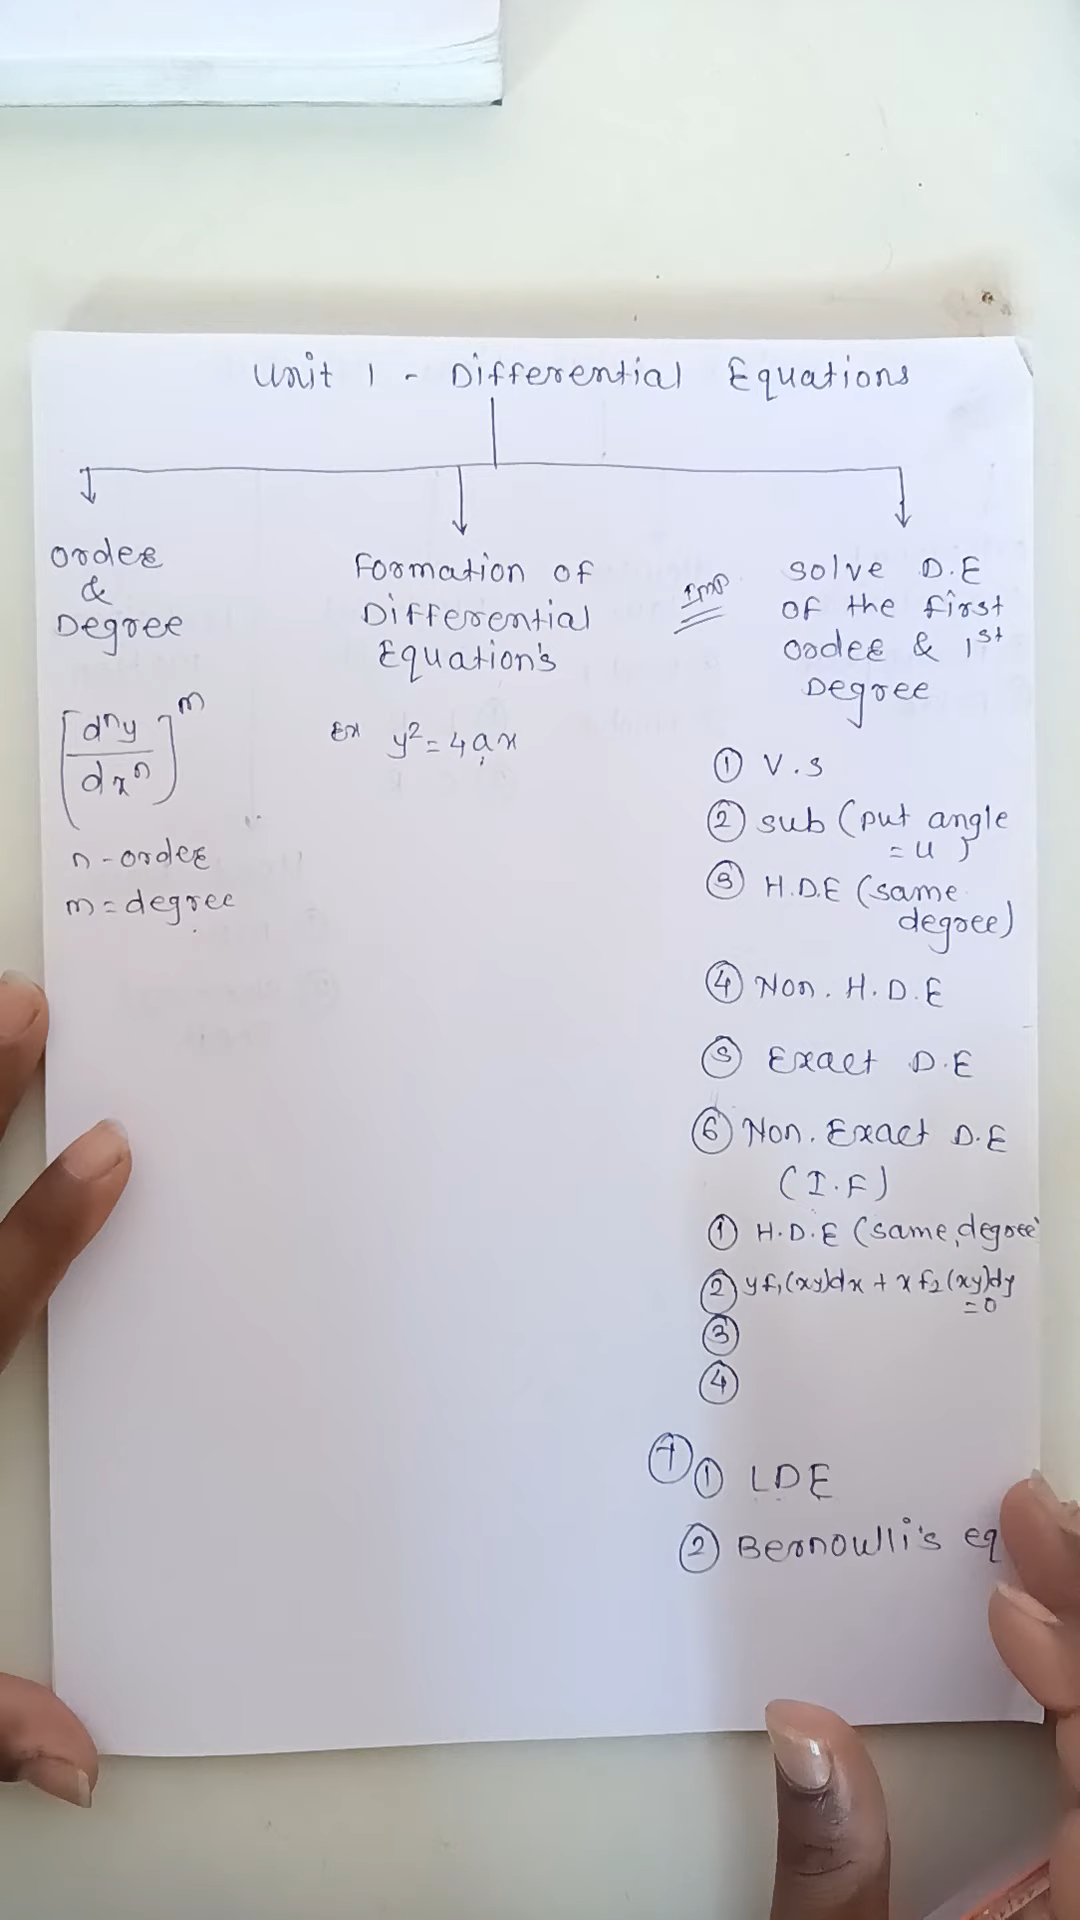 Unit 1 - Differential Equations
Order
&
Degree
[dⁿy/dxⁿ]ᵐ
n - order
m = degree
Formation of
Differential
Equation's
Ex y² = 4ax
IMP
Solve D.E
of the first
order & 1st
Degree
① V.S
② Sub (put angle
= u)
③ H.D.E (same
degree)
④ Non. H.D.E
⑤ Exact D.E
⑥ Non. Exact D.E
(I.F)
① H.D.E (same, degree
② yf₁(xy)dx + xf₂(xy)dy
= 0
③
④
⑦ ① LDE
② Bernoulli's eq